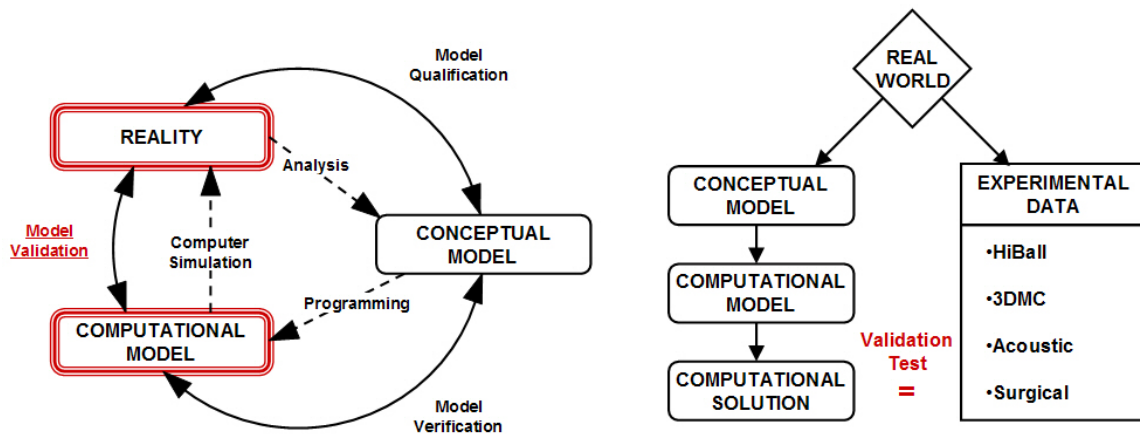 Model
Qualification
REALITY
Analysis
Model
Validation
Computer
Simulation
CONCEPTUAL
MODEL
Programming
COMPUTATIONAL
MODEL
Model
Verification
REAL
WORLD
CONCEPTUAL
MODEL
COMPUTATIONAL
MODEL
COMPUTATIONAL
SOLUTION
Validation
Test
=
EXPERIMENTAL
DATA
•HiBall
•3DMC
•Acoustic
•Surgical